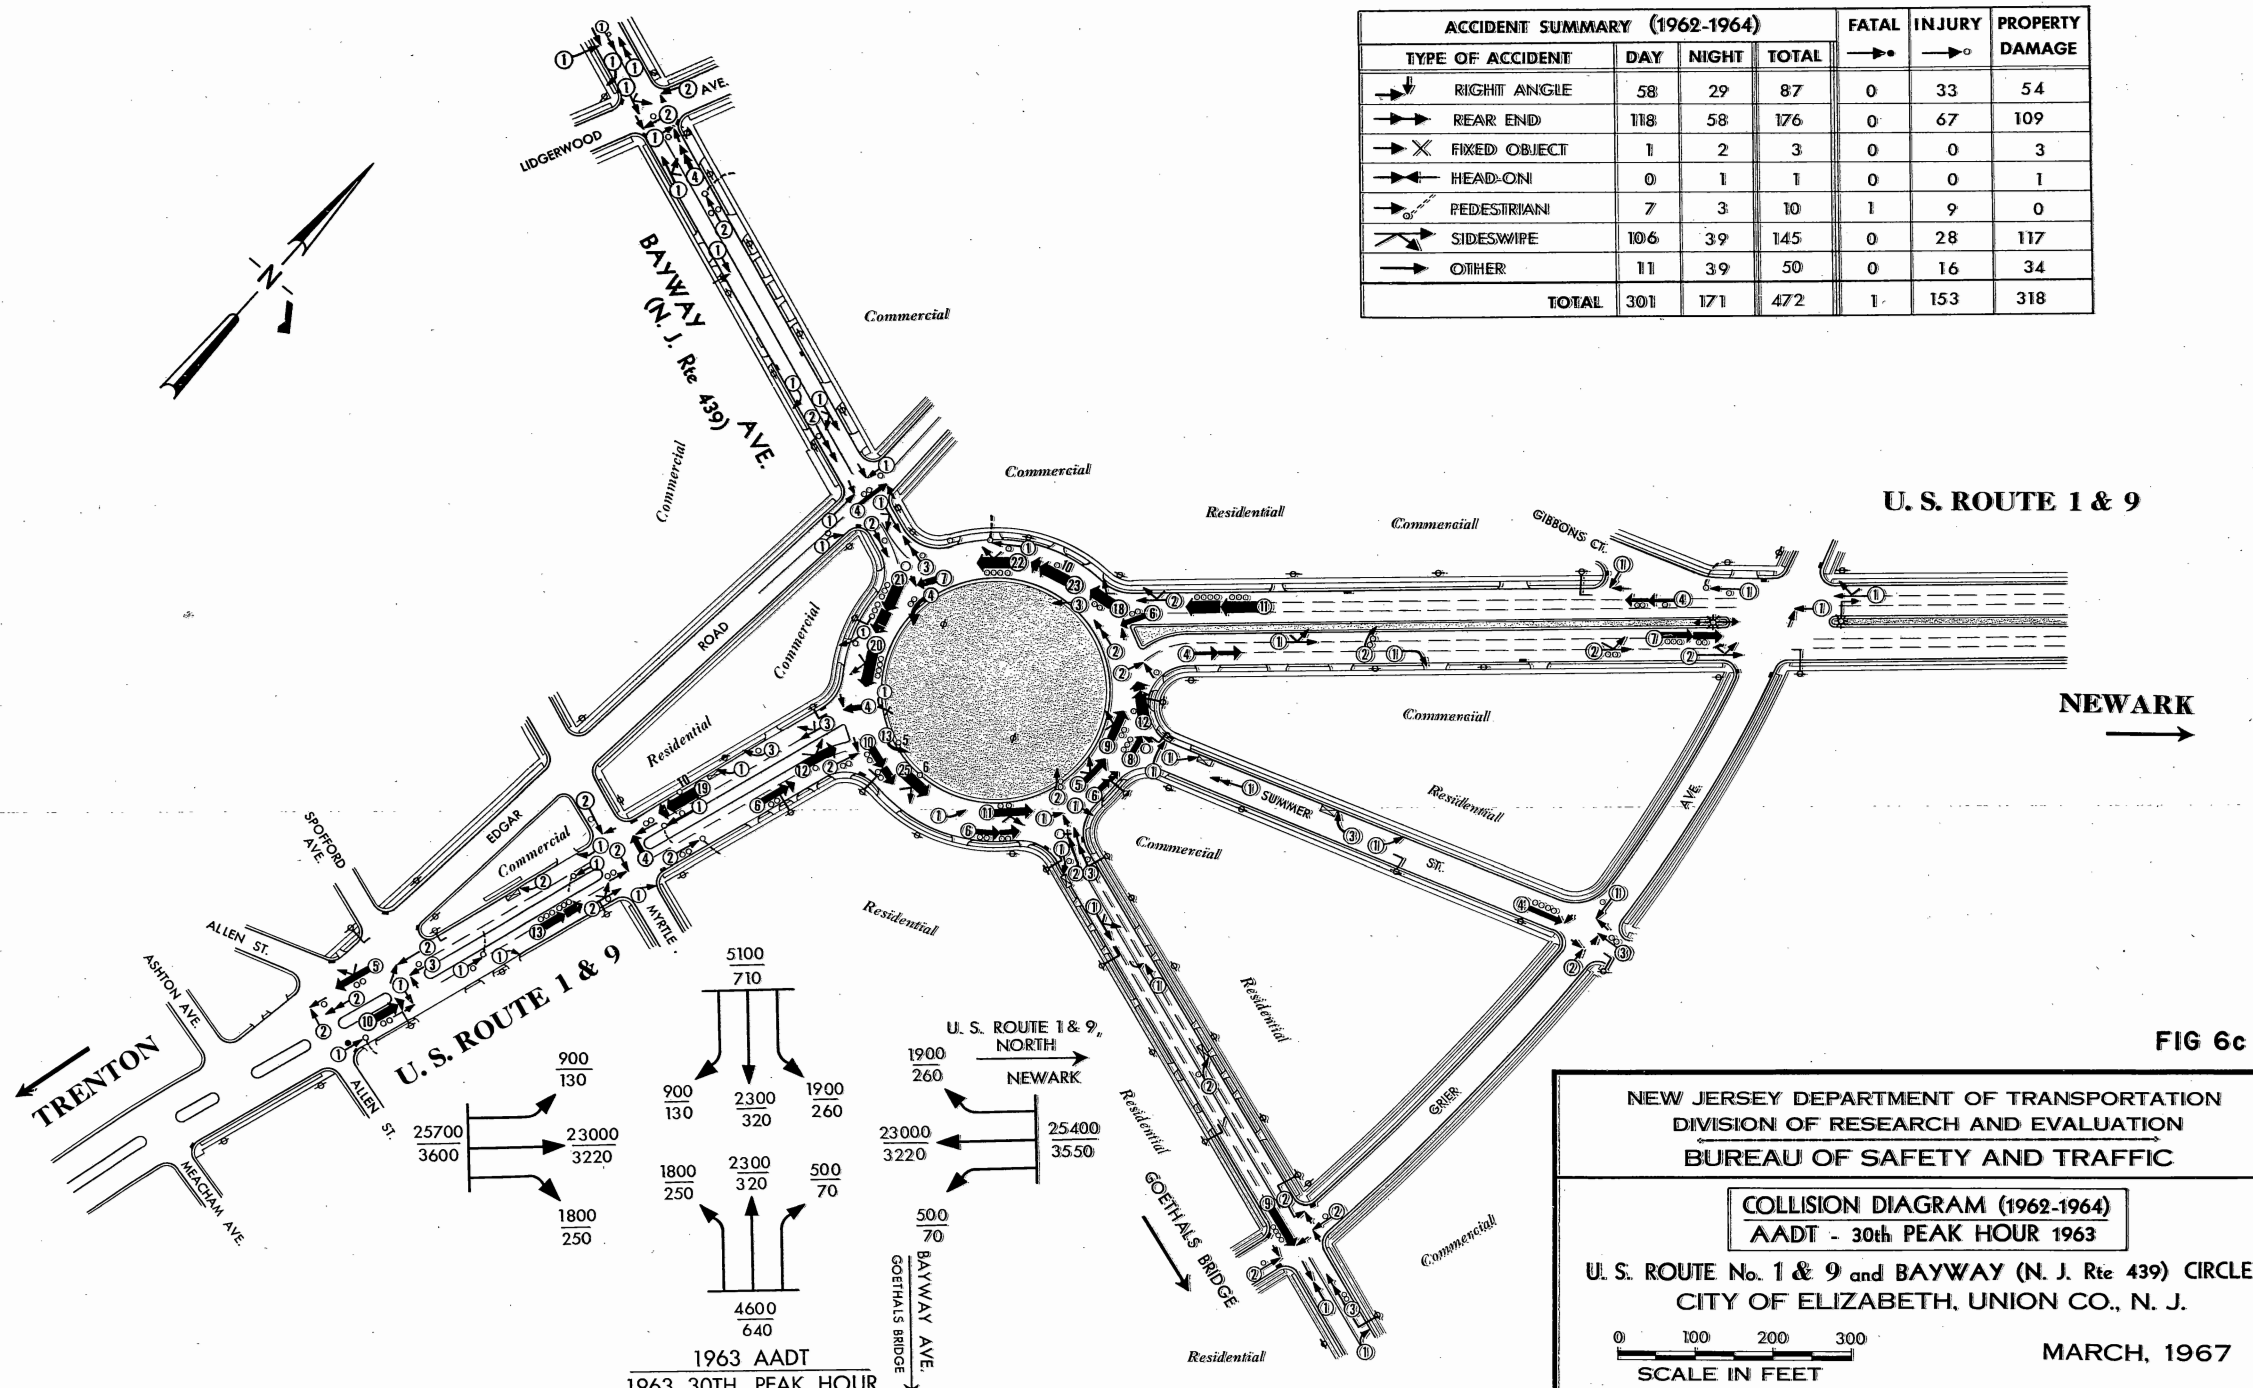 ACCIDENT SUMMARY (1962-1964) FATAL INJURY PROPERTY DAMAGE
TYPE OF ACCIDENT DAY NIGHT TOTAL
RIGHT ANGLE 58 29 87 0 33 54
REAR END 118 58 176 0 67 109
FIXED OBJECT 1 2 3 0 0 3
HEAD-ON 0 1 1 0 0 1
PEDESTRIAN 7 3 10 1 9 0
SIDESWIPE 106 39 145 0 28 117
OTHER 11 39 50 0 16 34
TOTAL 301 171 472 1 153 318
LIDGERWOOD AVE.
N
BAYWAY AVE.
(N. J. Rte 439)
Commercial
Commercial
Commercial
Residential
Commercial
GIBBONS CT.
U. S. ROUTE 1 & 9
NEWARK
EDGAR ROAD
Commercial
Residential
Commercial
Commercial
Residential
SUMMER ST.
Commercial
Residential
Residential
Residential
GRIER AVE.
Commercial
Residential
GOETHALS BRIDGE
SPOFFORD
AVE.
ALLEN ST.
ASHTON AVE.
MYRTLE
U. S. ROUTE 1 & 9
TRENTON
ALLEN
ST.
MEACHAM AVE.
5100
710
900
130
2300
320
1900
260
900
130
25700
3600
23000
3220
1800
250
1800
250
2300
320
500
70
4600
640
U. S. ROUTE 1 & 9,
NORTH
NEWARK
1900
260
23000
3220
25400
3550
500
70
BAYWAY AVE.
GOETHALS BRIDGE
1963 AADT
1963 30TH PEAK HOUR
FIG 6c
NEW JERSEY DEPARTMENT OF TRANSPORTATION
DIVISION OF RESEARCH AND EVALUATION
BUREAU OF SAFETY AND TRAFFIC
COLLISION DIAGRAM (1962-1964)
AADT - 30th PEAK HOUR 1963
U. S. ROUTE No. 1 & 9 and BAYWAY (N. J. Rte 439) CIRCLE
CITY OF ELIZABETH, UNION CO., N. J.
0 100 200 300
SCALE IN FEET
MARCH, 1967